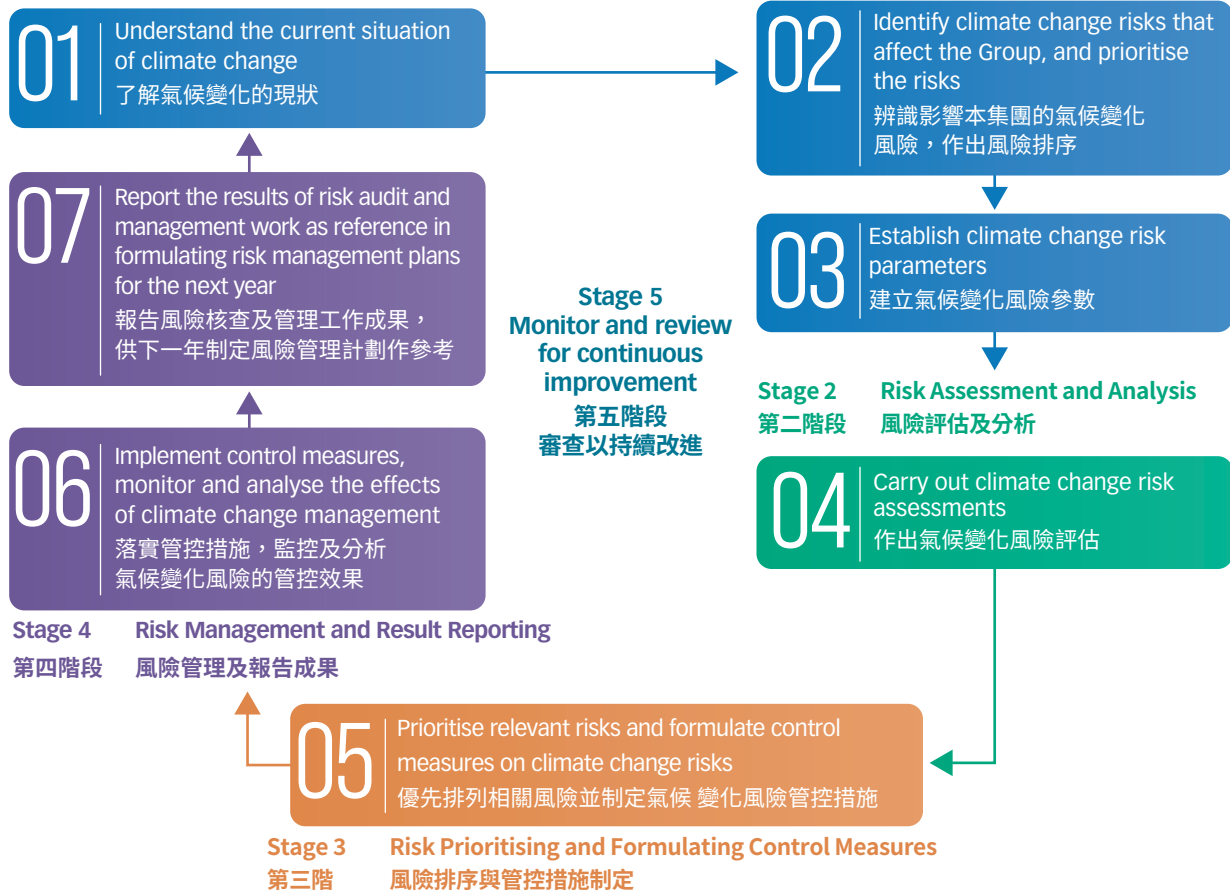 01
Understand the current situation
of climate change
了解氣候變化的現狀
02
Identify climate change risks that
affect the Group, and prioritise
the risks
辨識影響本集團的氣候變化
風險，作出風險排序
03
Establish climate change risk
parameters
建立氣候變化風險參數
Stage 2 Risk Assessment and Analysis
第二階段 風險評估及分析
04
Carry out climate change risk
assessments
作出氣候變化風險評估
05
Prioritise relevant risks and formulate control
measures on climate change risks
優先排列相關風險並制定氣候 變化風險管控措施
Stage 3 Risk Prioritising and Formulating Control Measures
第三階 風險排序與管控措施制定
06
Implement control measures,
monitor and analyse the effects
of climate change management
落實管控措施，監控及分析
氣候變化風險的管控效果
Stage 4 Risk Management and Result Reporting
第四階段 風險管理及報告成果
07
Report the results of risk audit and
management work as reference in
formulating risk management plans
for the next year
報告風險核查及管理工作成果，
供下一年制定風險管理計劃作參考
Stage 5
Monitor and review
for continuous
improvement
第五階段
審查以持續改進